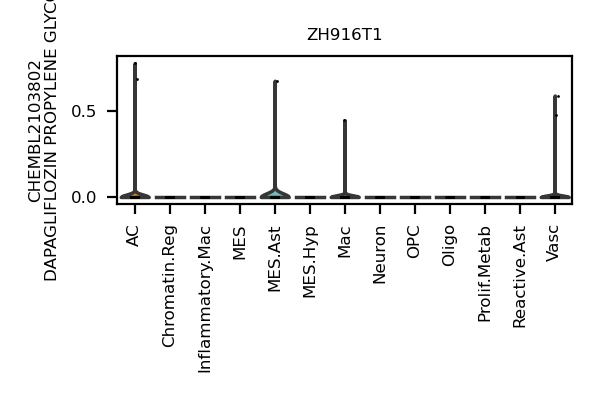 ZH916T1
CHEMBL2103802
DAPAGLIFLOZIN PROPYLENE
0.5
0.0
AC
Chromatin.Reg
Inflammatory.Mac
MES
MES.Ast
MES.Hyp
Mac
Neuron
OPC
Oligo
Prolif.Metab
Reactive.Ast
Vasc